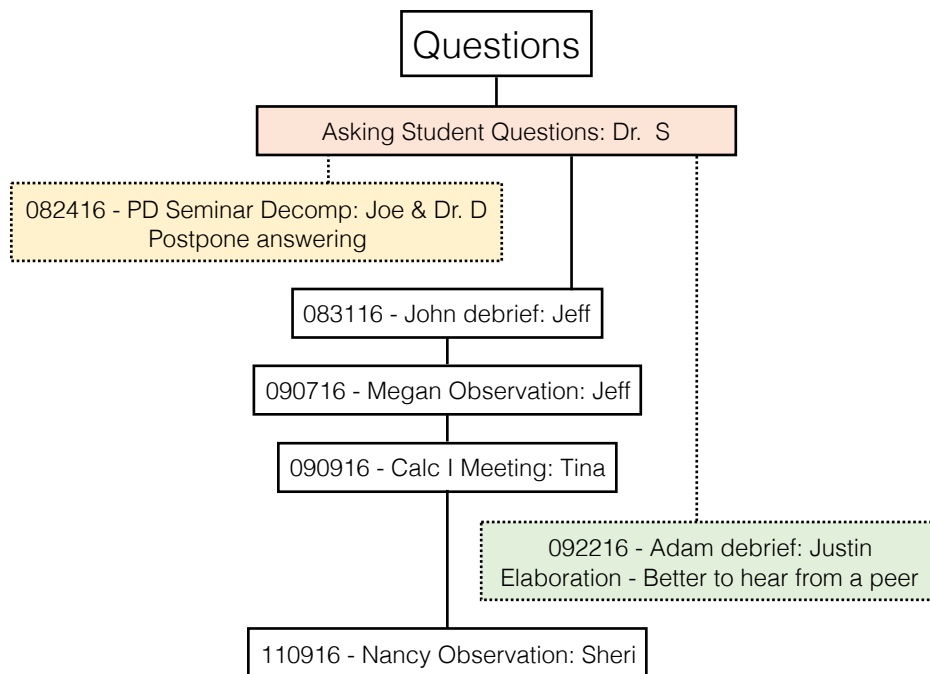 Questions
Asking Student Questions: Dr. S
082416 - PD Seminar Decomp: Joe & Dr. D
Postpone answering
083116 - John debrief: Jeff
090716 - Megan Observation: Jeff
090916 - Calc I Meeting: Tina
092216 - Adam debrief: Justin
Elaboration - Better to hear from a peer
110916 - Nancy Observation: Sheri